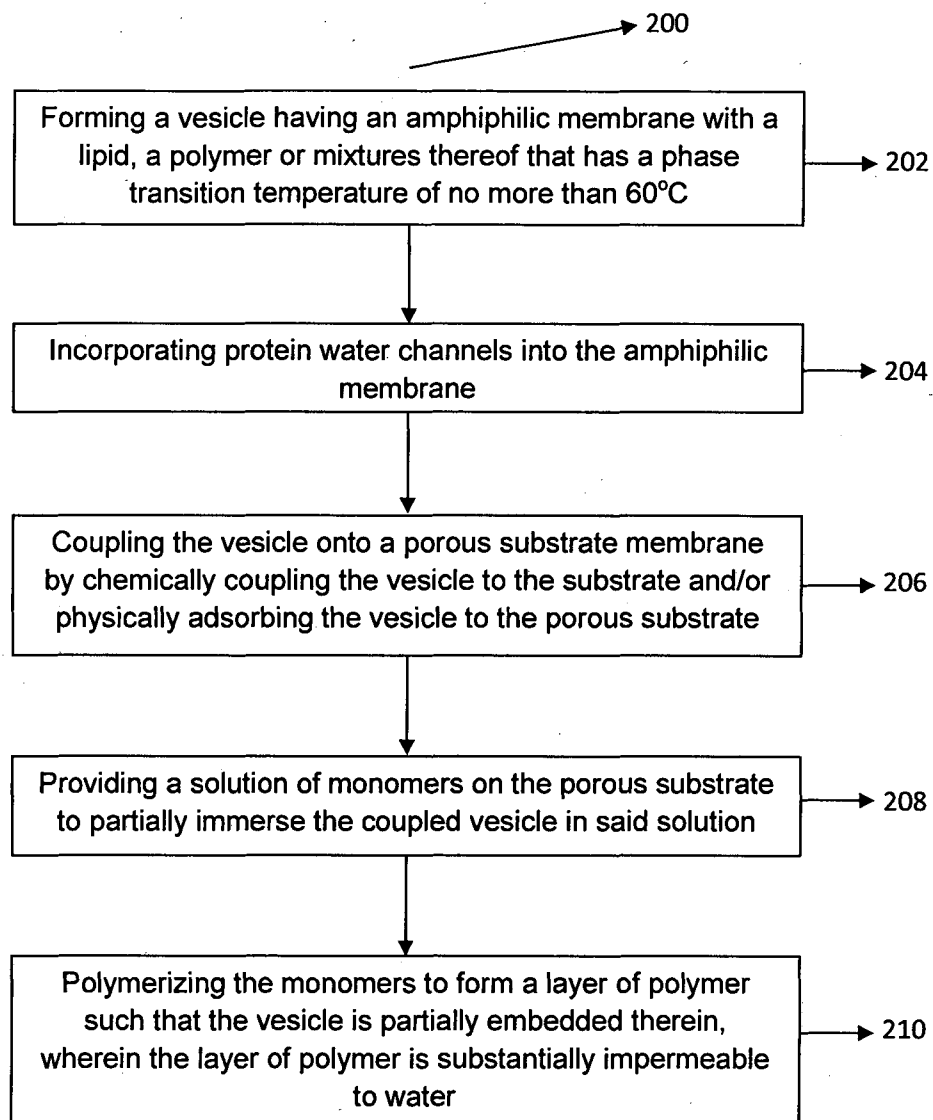 200
Forming a vesicle having an amphiphilic membrane with a
lipid, a polymer or mixtures thereof that has a phase
transition temperature of no more than 60°C
202
Incorporating protein water channels into the amphiphilic
membrane
204
Coupling the vesicle onto a porous substrate membrane
by chemically coupling the vesicle to the substrate and/or
physically adsorbing the vesicle to the porous substrate
206
Providing a solution of monomers on the porous substrate
to partially immerse the coupled vesicle in said solution
208
Polymerizing the monomers to form a layer of polymer
such that the vesicle is partially embedded therein,
wherein the layer of polymer is substantially impermeable
to water
210